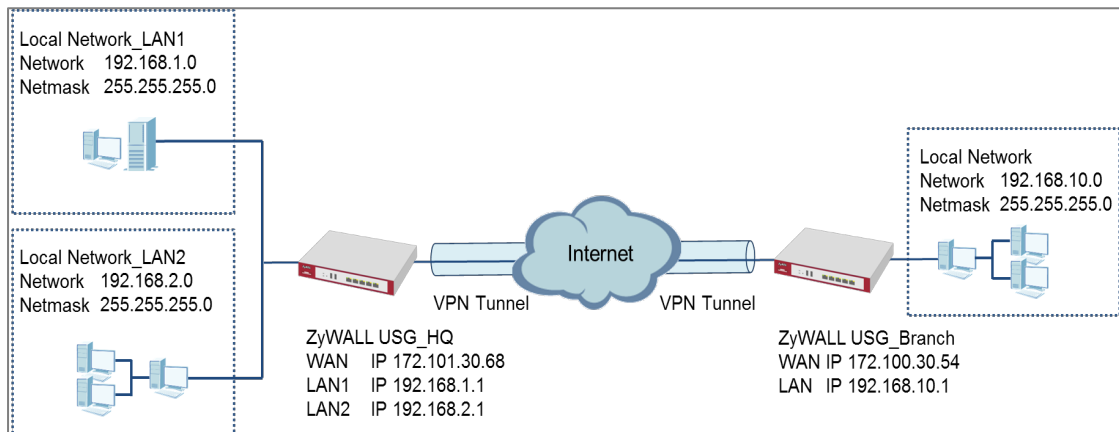 Local Network_LAN1
Network 192.168.1.0
Netmask 255.255.255.0
Local Network_LAN2
Network 192.168.2.0
Netmask 255.255.255.0
VPN Tunnel
Internet
VPN Tunnel
ZyWALL USG_HQ
WAN IP 172.101.30.68
LAN1 IP 192.168.1.1
LAN2 IP 192.168.2.1
ZyWALL USG_Branch
WAN IP 172.100.30.54
LAN IP 192.168.10.1
Local Network
Network 192.168.10.0
Netmask 255.255.255.0